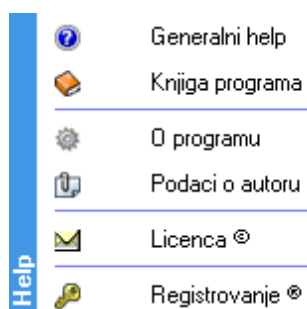 Generalni help
Knjiga programa
O programu
Podaci o autoru
Licenca ©
Registrovanje ®
Help